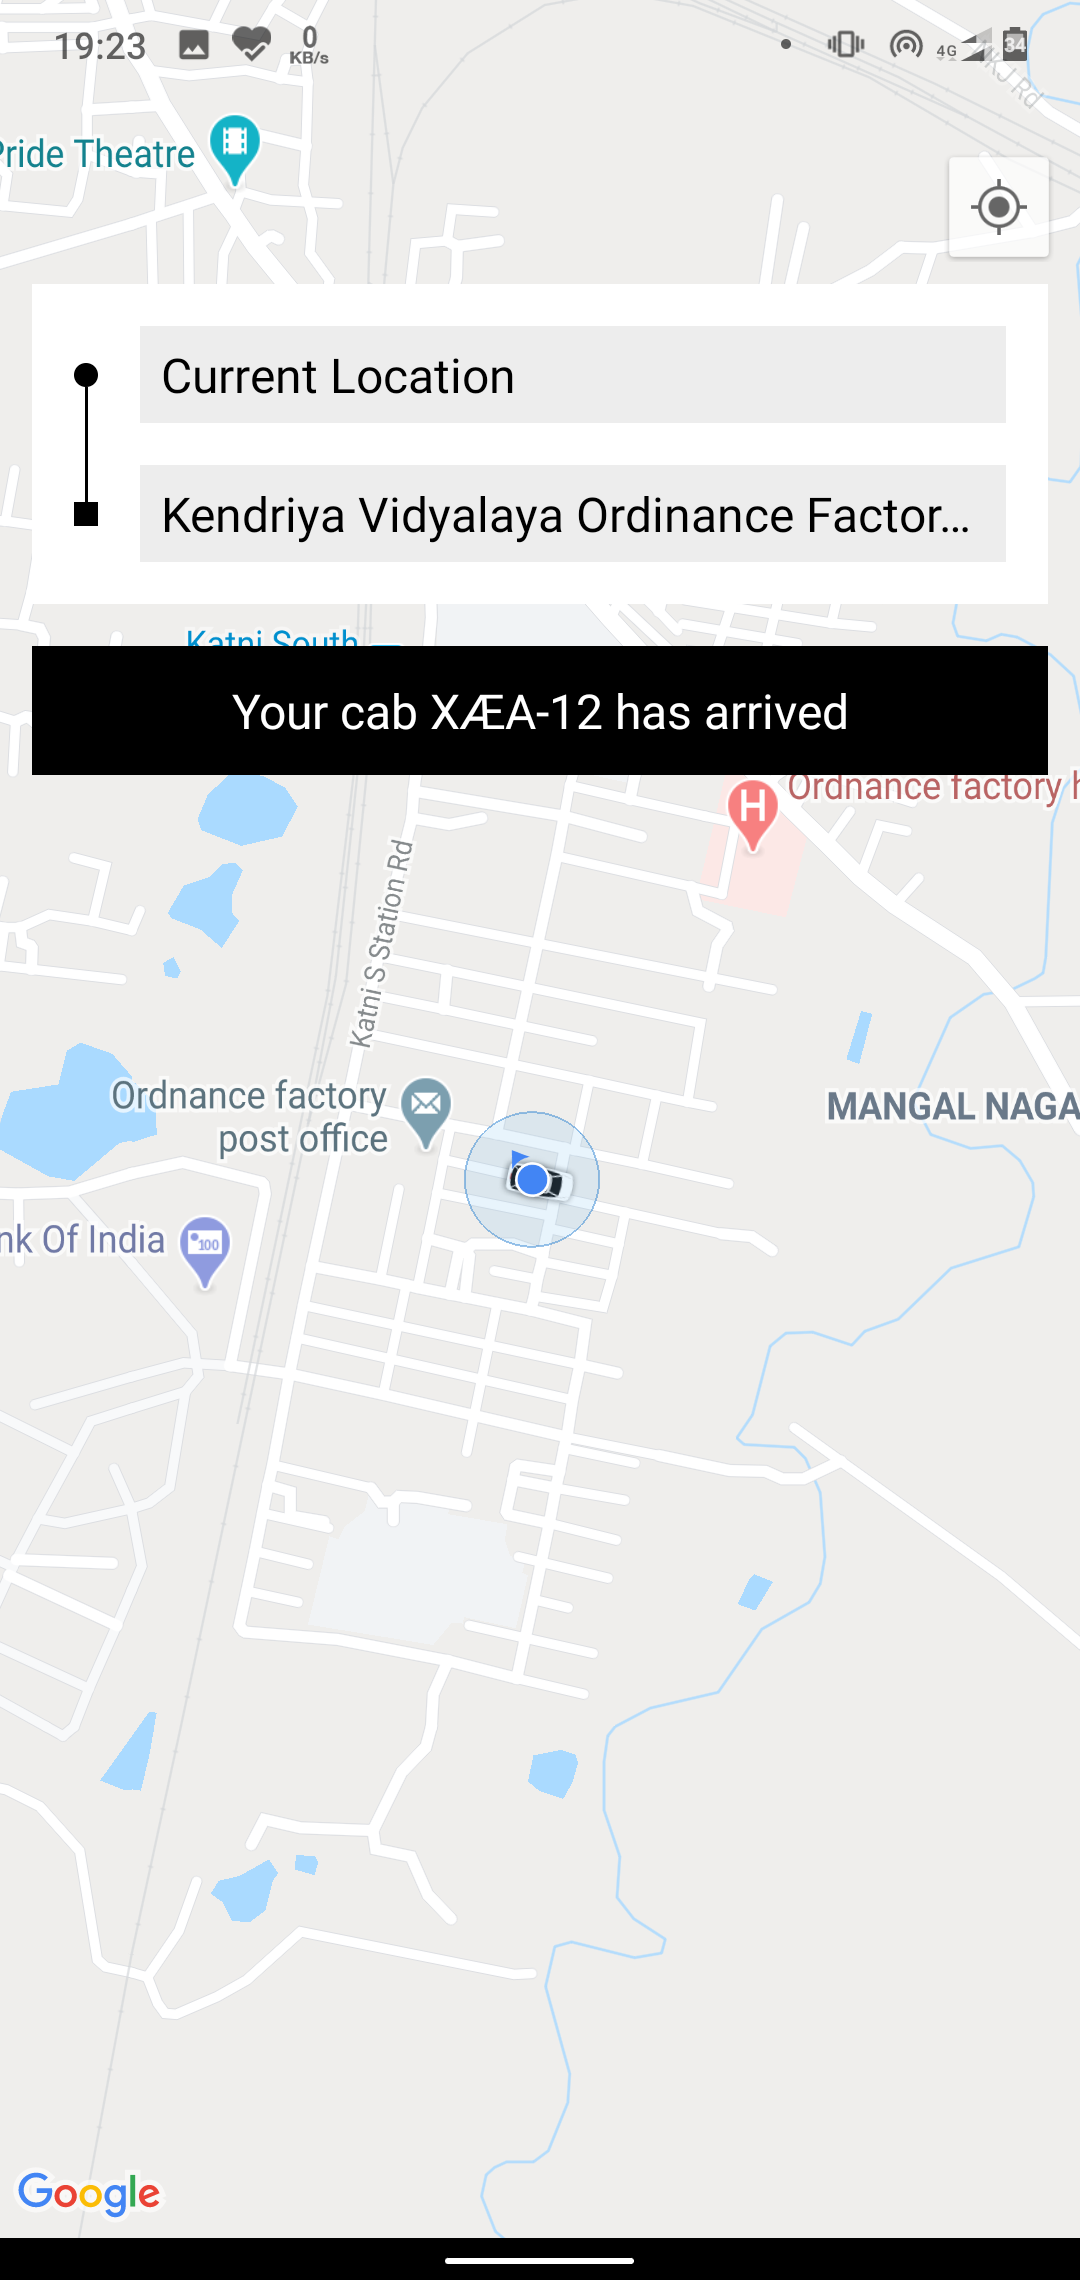 19:23
0
KB/s
4G
34
KJ Rd
Pride Theatre
Current Location
Kendriya Vidyalaya Ordinance Factor...
Katni South
Your cab XÆA-12 has arrived
H
Ordnance factory h
Katni S Station Rd
Ordnance factory
post office
MANGAL NAGA
nk Of India
100
Google